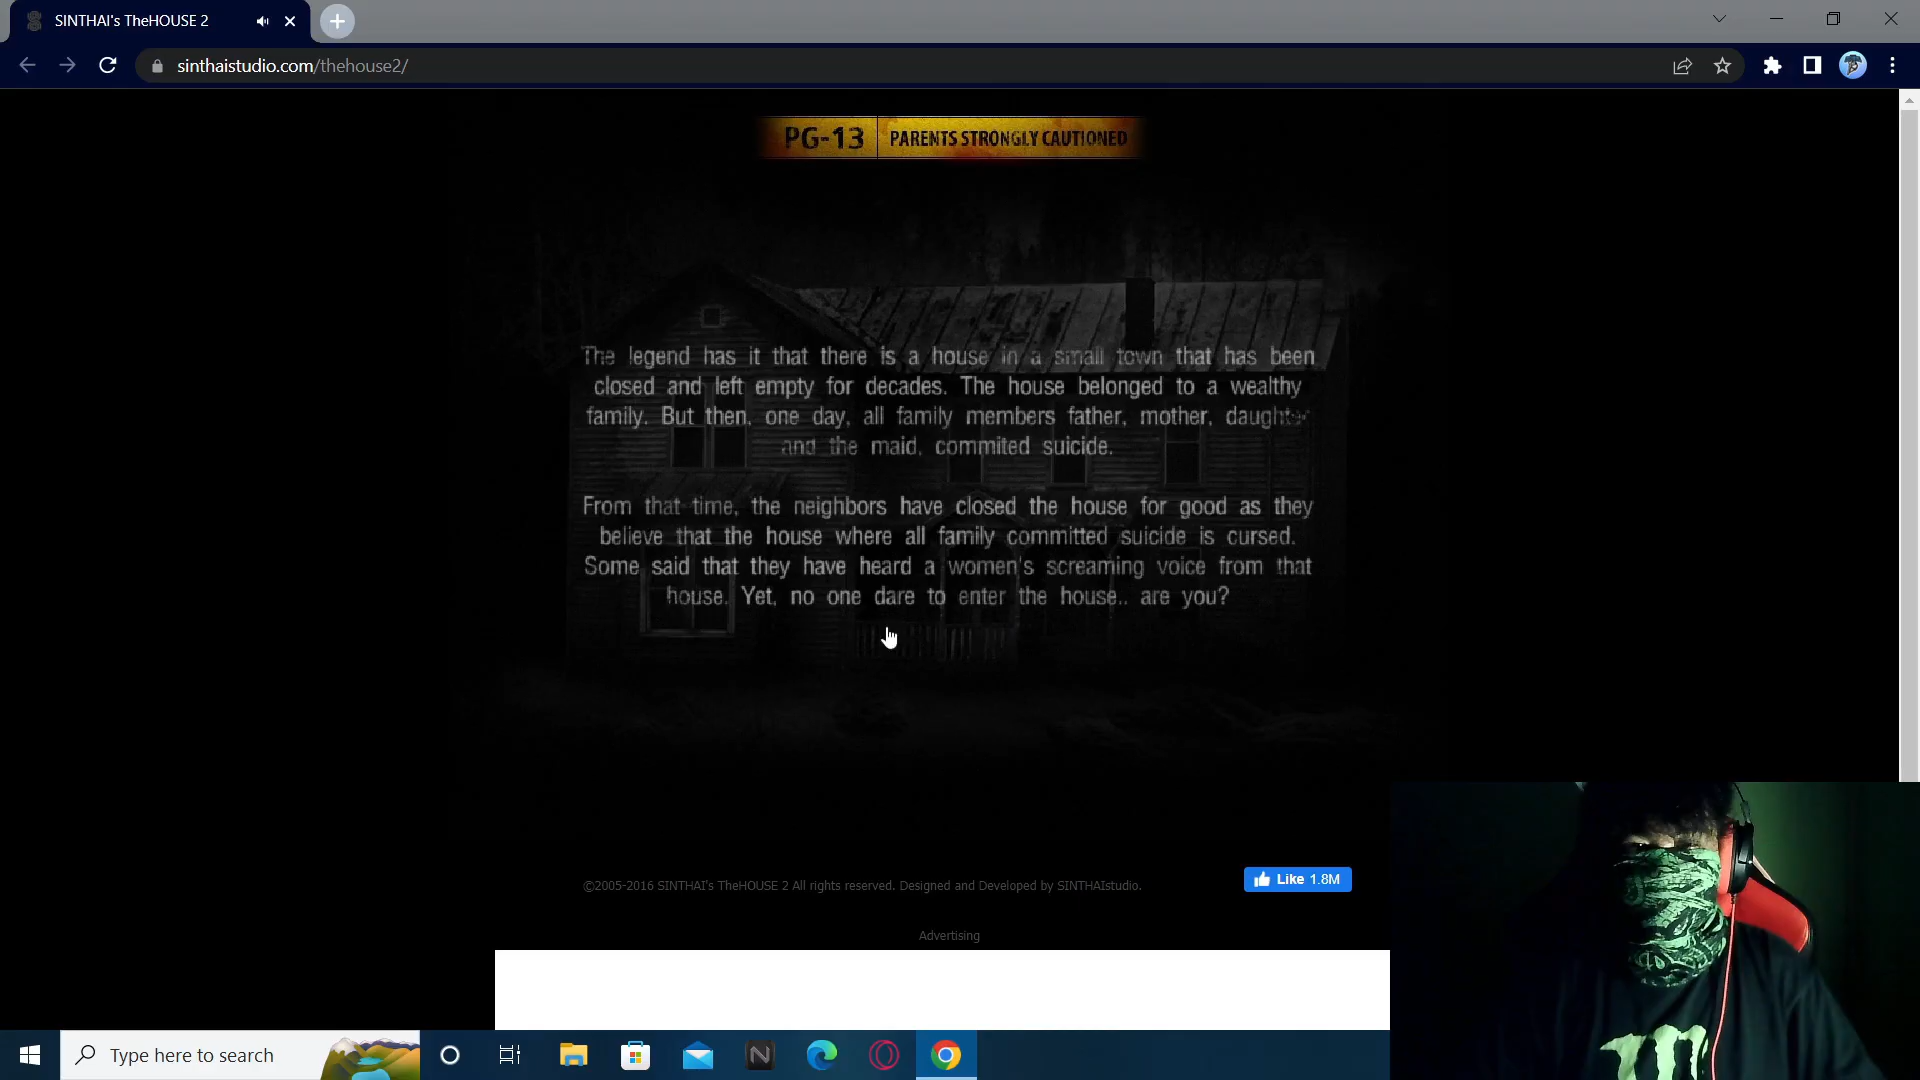 SINTHAI's TheHOUSE 2
sinthaistudio.com/thehouse2/
PG-13 PARENTS STRONGLY CAUTIONED
The legend has it that there is a house in a small town that has been
closed and left empty for decades. The house belonged to a wealthy
family. But then, one day, all family members father, mother, daughter
and the maid, commited suicide.
From that time, the neighbors have closed the house for good as they
believe that the house where all family committed suicide is cursed.
Some said that they have heard a women's screaming voice from that
house. Yet, no one dare to enter the house.. are you?
©2005-2016 SINTHAI's TheHOUSE 2 All rights reserved. Designed and Developed by SINTHAIstudio.
Like 1.8M
Advertising
Type here to search